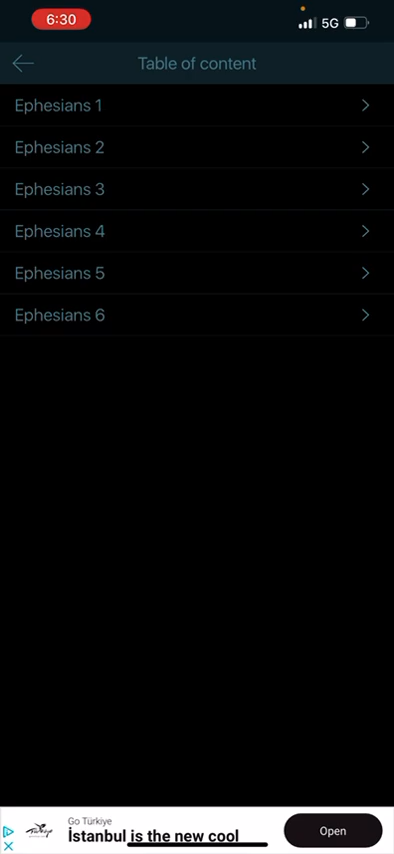 6:30
5G
Table of content
Ephesians 1
Ephesians 2
Ephesians 3
Ephesians 4
Ephesians 5
Ephesians 6
Go Türkiye
İstanbul is the new cool
Open